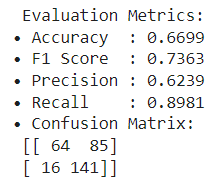 Evaluation Metrics:
• Accuracy  : 0.6699
• F1 Score  : 0.7363
• Precision : 0.6239
• Recall    : 0.8981
• Confusion Matrix:
[[ 64  85]
[ 16 141]]